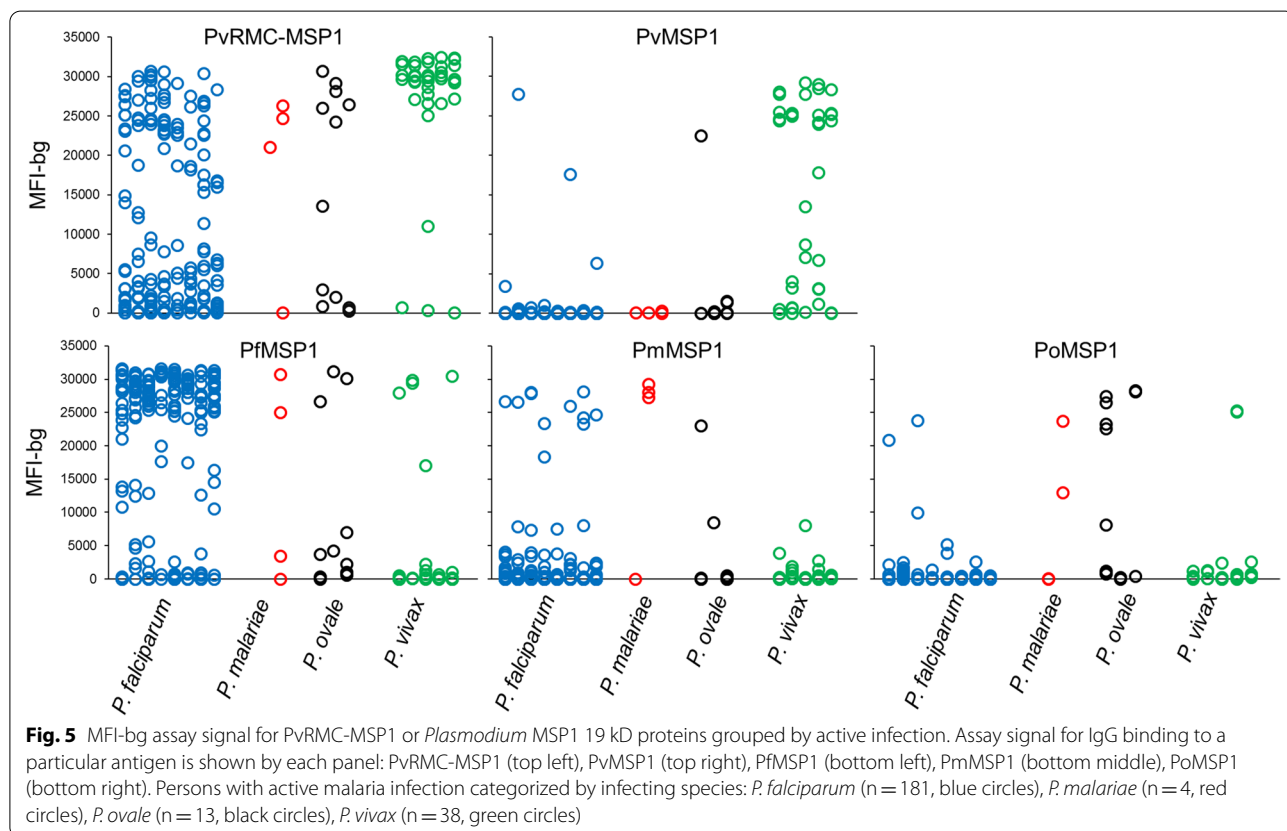 PvRMC-MSP1
PvMSP1
35000
30000
25000
20000
15000
10000
5000
0
MFI-bg
PfMSP1
PmMSP1
PoMSP1
35000
30000
25000
20000
15000
10000
5000
0
MFI-bg
P. falciparum
P. malariae
P. ovale
P. vivax
P. falciparum
P. malariae
P. ovale
P. vivax
P. falciparum
P. malariae
P. ovale
P. vivax
Fig. 5 MFI-bg assay signal for PvRMC-MSP1 or Plasmodium MSP1 19 kD proteins grouped by active infection. Assay signal for IgG binding to a
particular antigen is shown by each panel: PvRMC-MSP1 (top left), PvMSP1 (top right), PfMSP1 (bottom left), PmMSP1 (bottom middle), PoMSP1
(bottom right). Persons with active malaria infection categorized by infecting species: P. falciparum (n = 181, blue circles), P. malariae (n = 4, red
circles), P. ovale (n = 13, black circles), P. vivax (n = 38, green circles)